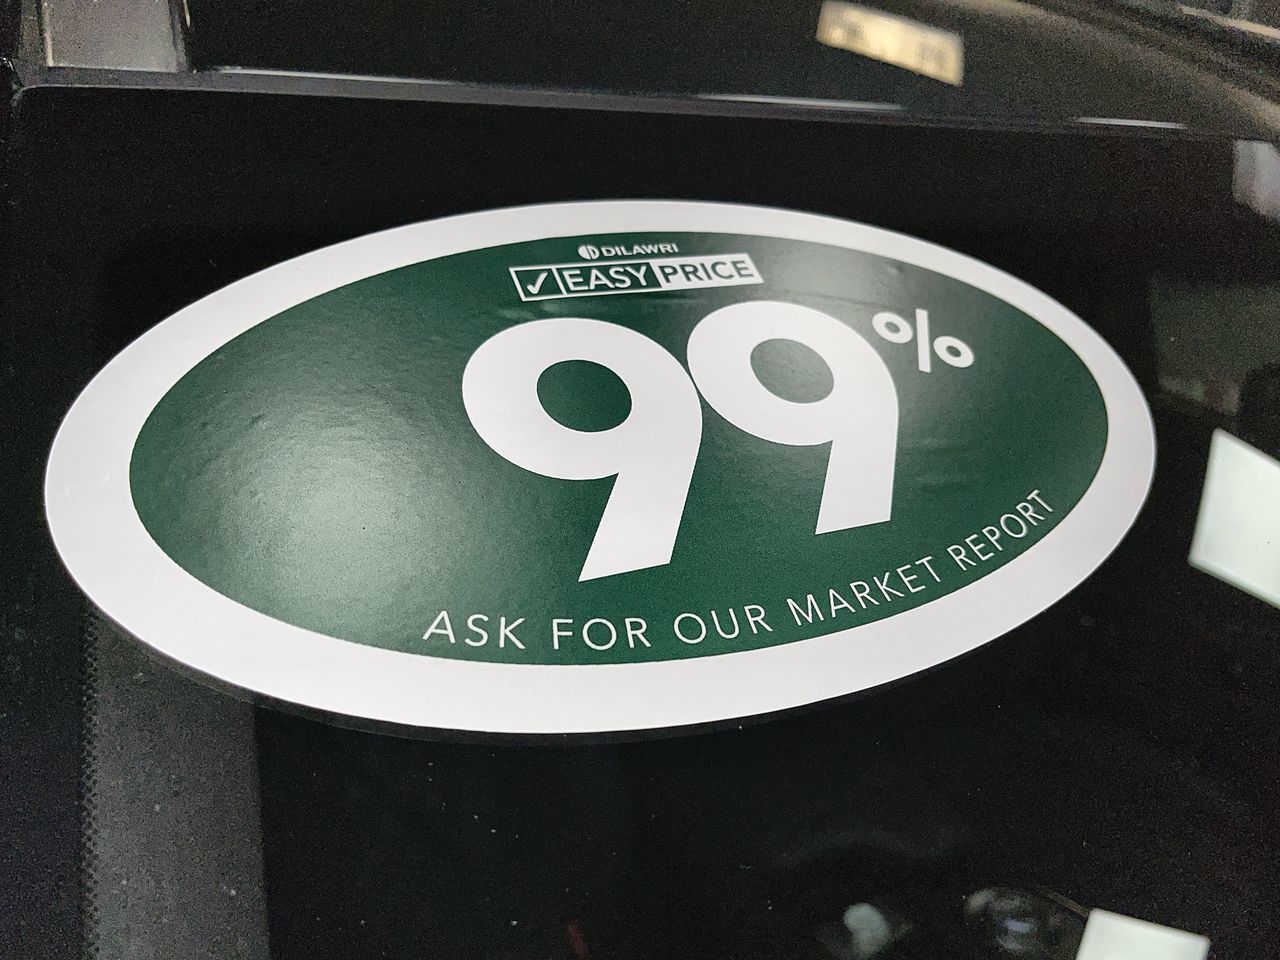 DILAWRI
✓ EASY PRICE
99%
ASK FOR OUR MARKET REPORT